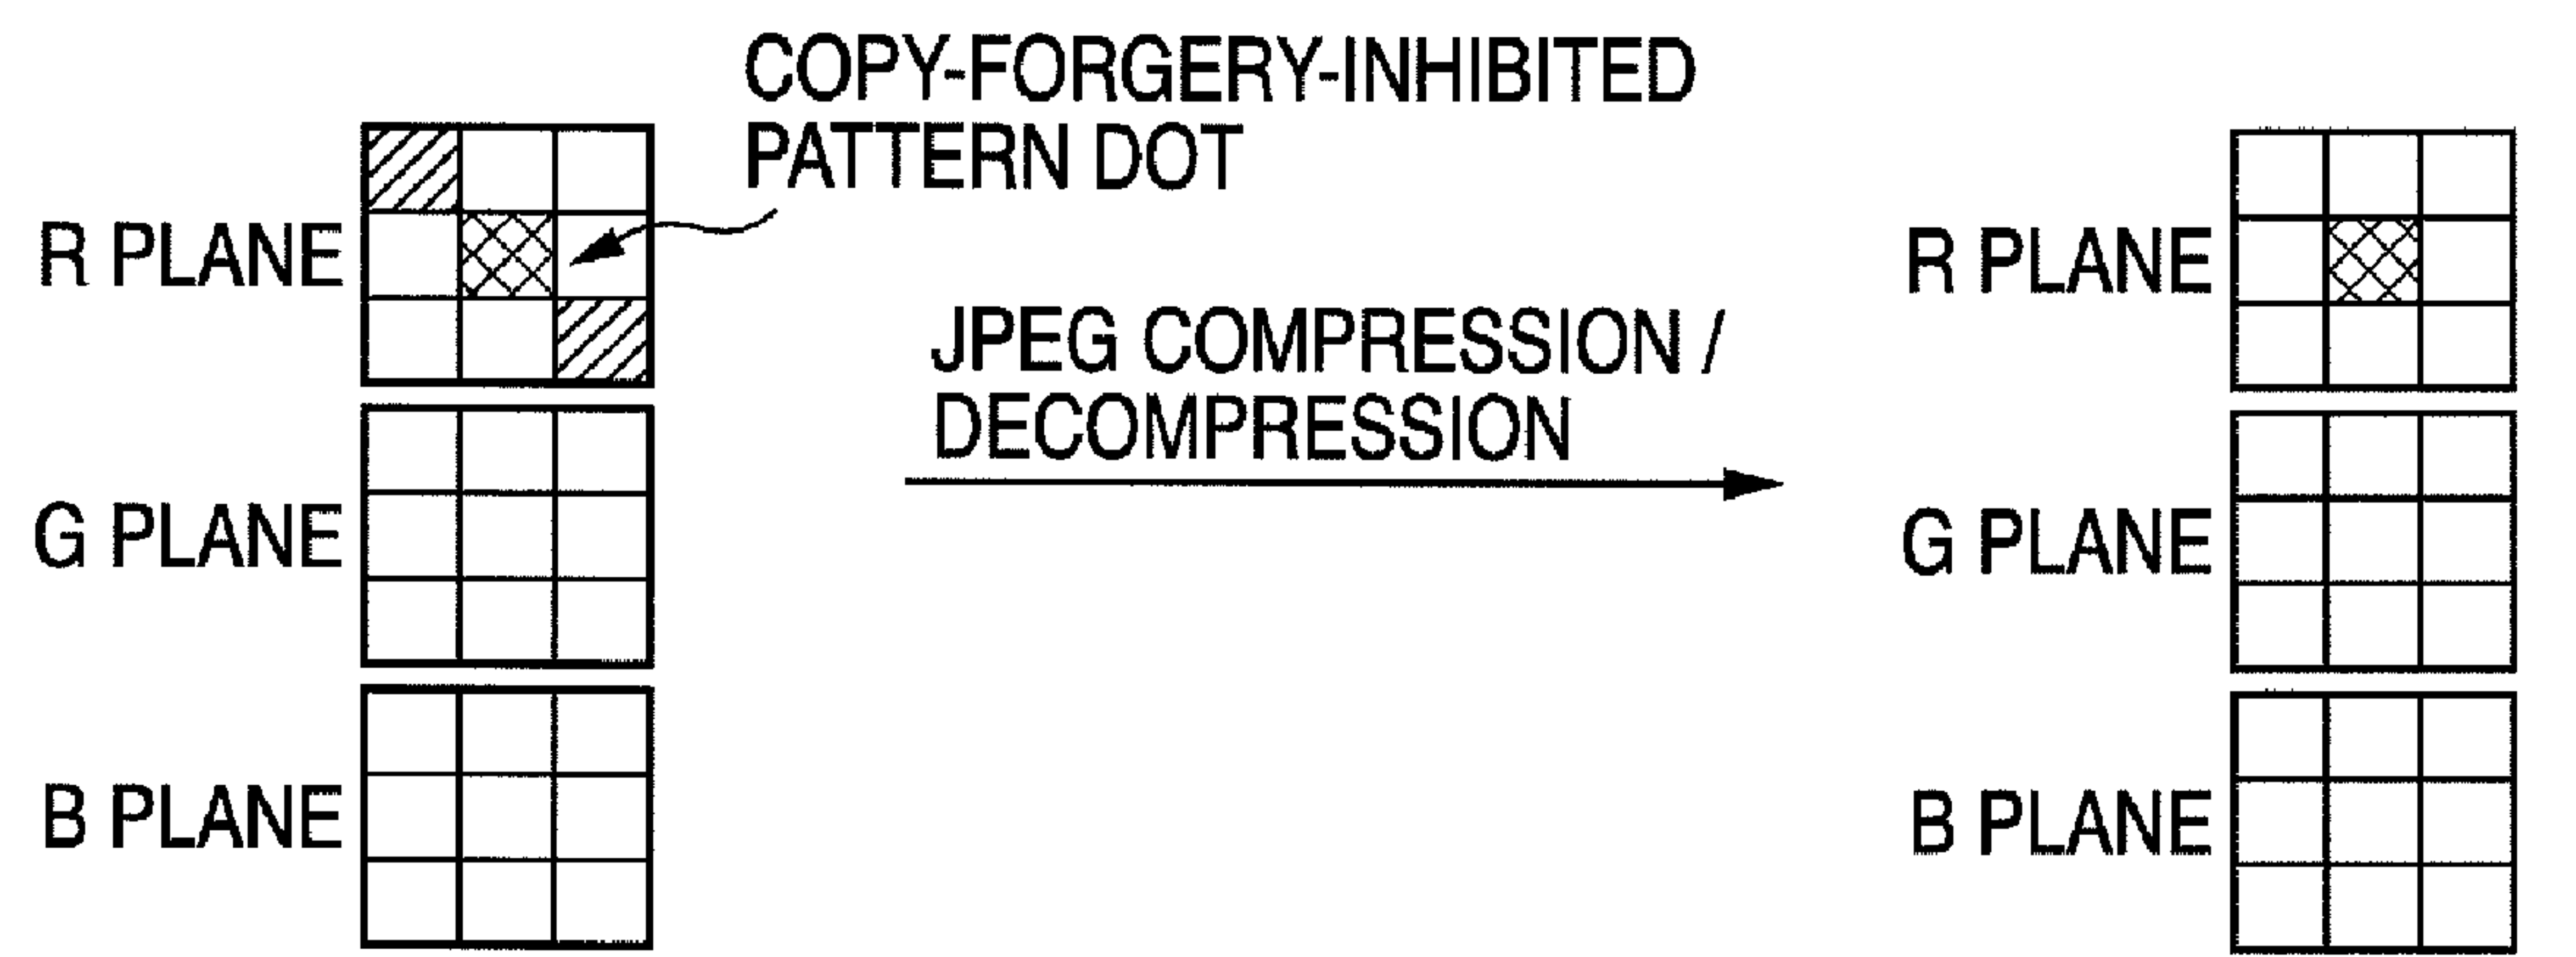 COPY-FORGERY-INHIBITED
PATTERN DOT
R PLANE
G PLANE
B PLANE
JPEG COMPRESSION /
DECOMPRESSION
R PLANE
G PLANE
B PLANE